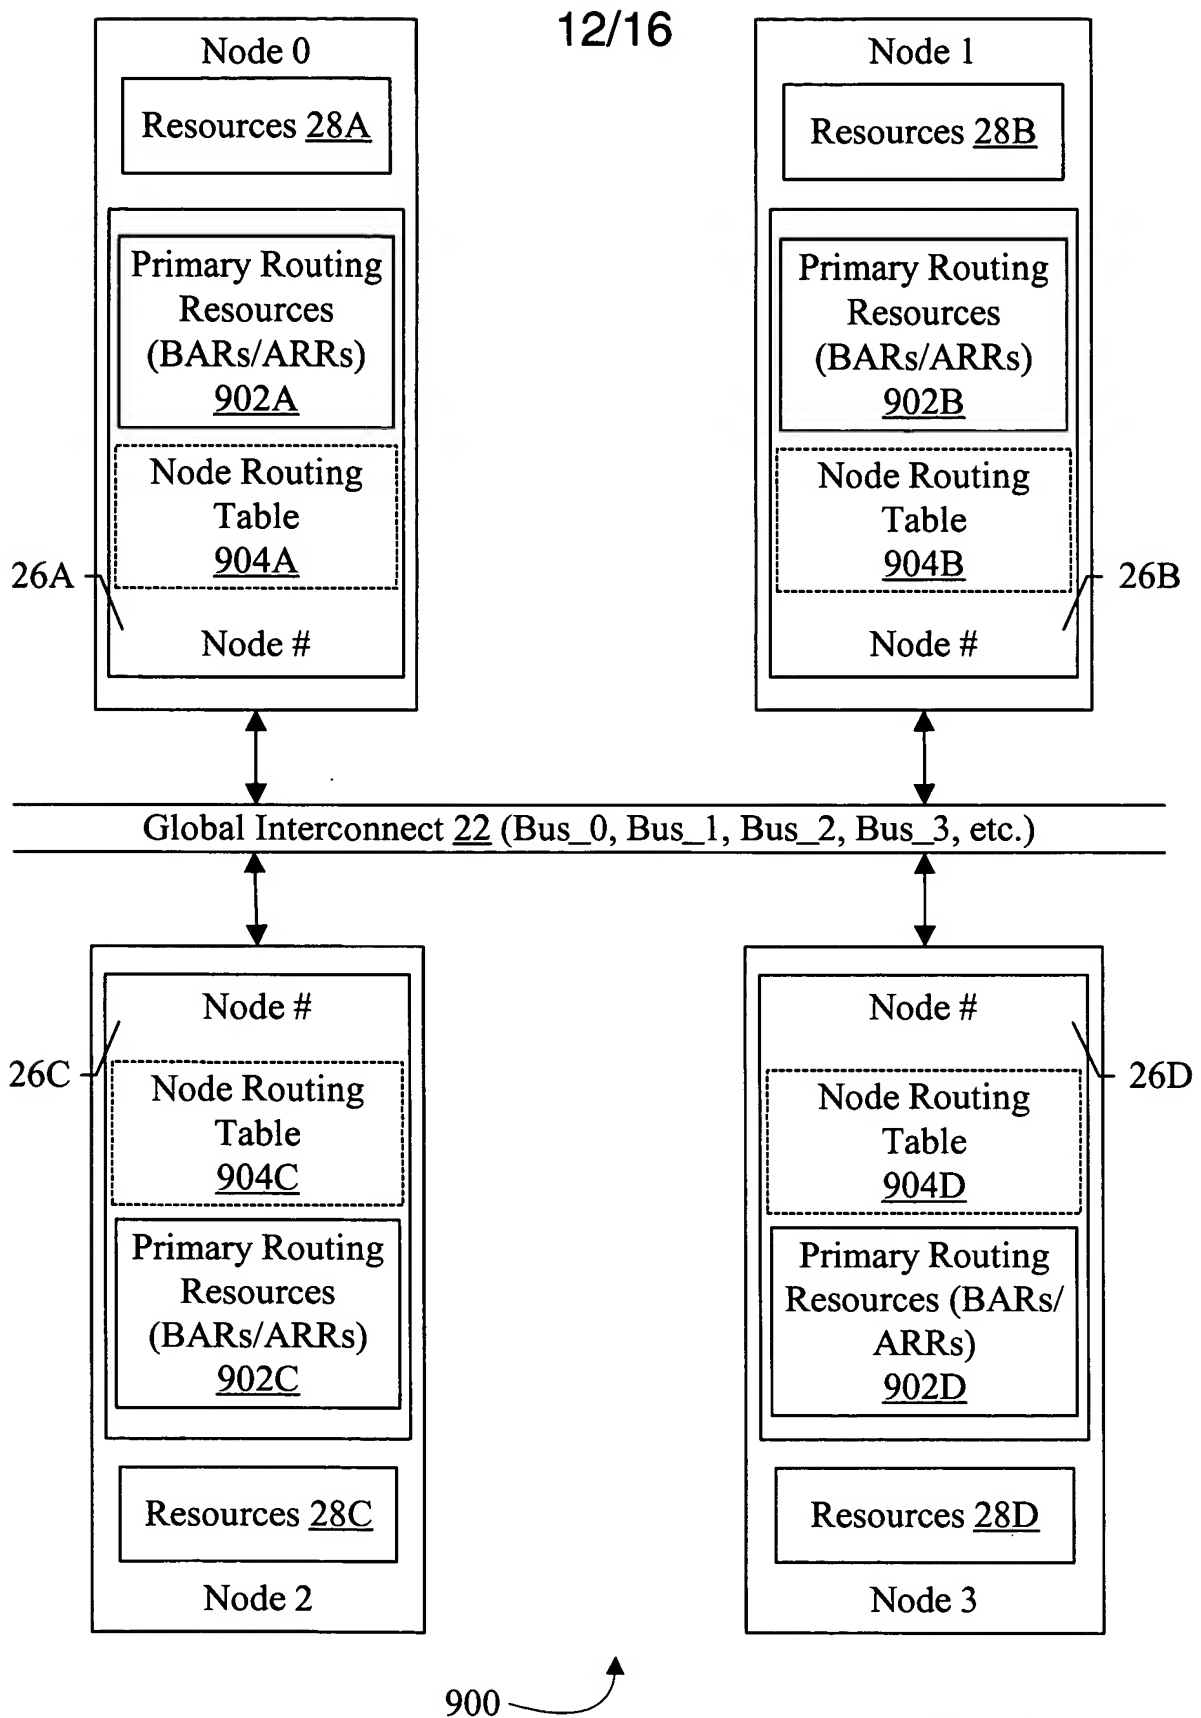 12/16
Node 0
Resources 28A
Primary Routing
Resources
(BARs/ARRs)
902A
Node Routing
Table
904A
26A
Node #
Node 1
Resources 28B
Primary Routing
Resources
(BARs/ARRs)
902B
Node Routing
Table
904B
26B
Node #
Global Interconnect 22 (Bus_0, Bus_1, Bus_2, Bus_3, etc.)
Node #
26C
Node Routing
Table
904C
Primary Routing
Resources
(BARs/ARRs)
902C
Resources 28C
Node 2
Node #
26D
Node Routing
Table
904D
Primary Routing
Resources (BARs/
ARRs)
902D
Resources 28D
Node 3
900